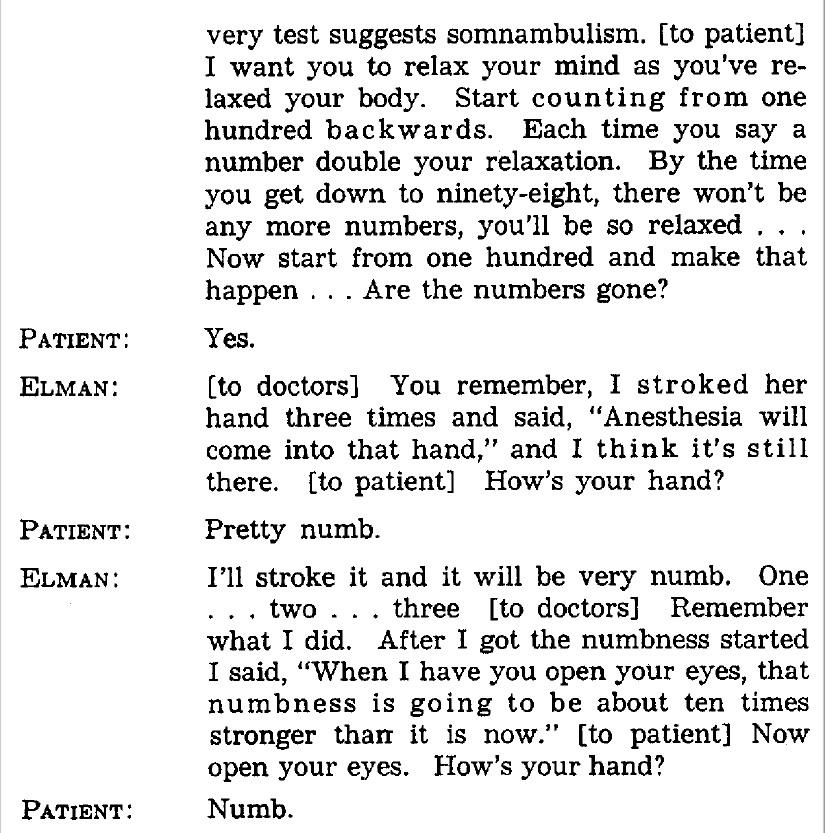 very test suggests somnambulism. [to patient]
I want you to relax your mind as you've re-
laxed your body. Start counting from one
hundred backwards. Each time you say a
number double your relaxation. By the time
you get down to ninety-eight, there won't be
any more numbers, you'll be so relaxed . . .
Now start from one hundred and make that
happen . . . Are the numbers gone?
PATIENT: Yes.
ELMAN: [to doctors] You remember, I stroked her
hand three times and said, "Anesthesia will
come into that hand," and I think it's still
there. [to patient] How's your hand?
PATIENT: Pretty numb.
ELMAN: I'll stroke it and it will be very numb. One
. . . two . . . three [to doctors] Remember
what I did. After I got the numbness started
I said, "When I have you open your eyes, that
numbness is going to be about ten times
stronger than it is now." [to patient] Now
open your eyes. How's your hand?
PATIENT: Numb.